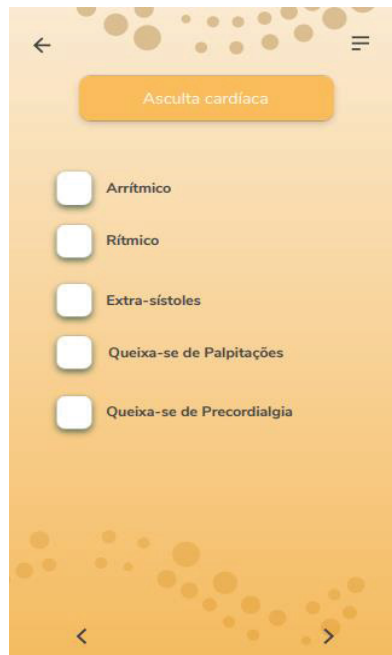 Asculta cardíaca
Arrítmico
Rítmico
Extra-sístoles
Queixa-se de Palpitações
Queixa-se de Precordialgia